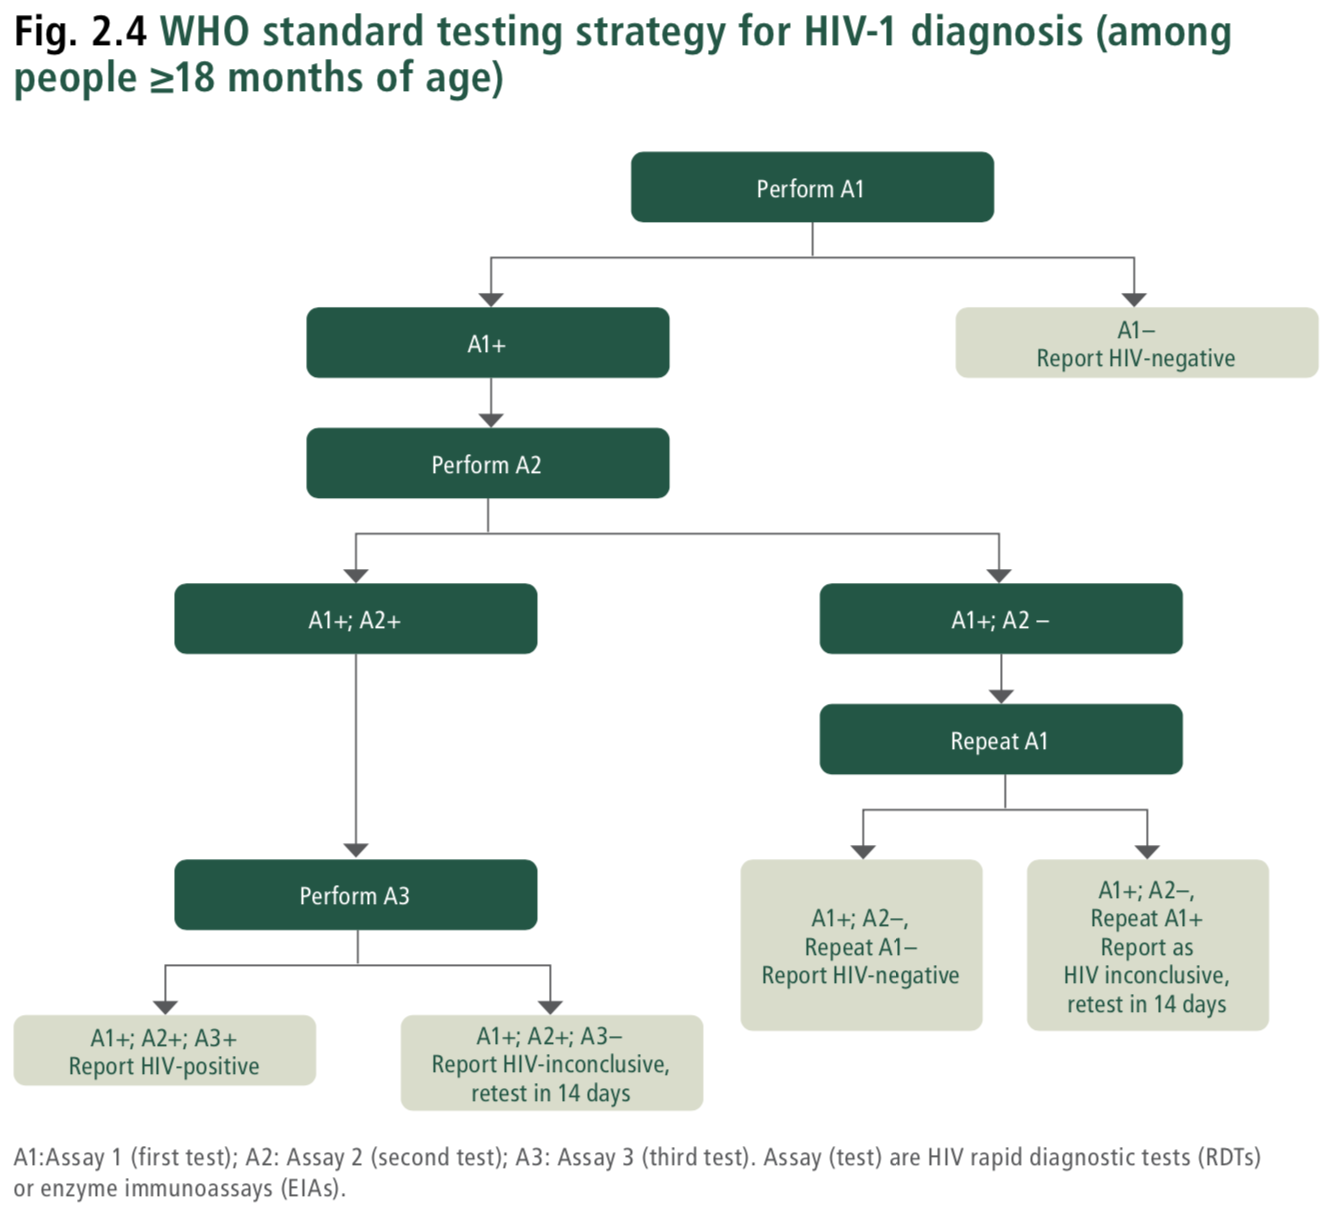 Fig. 2.4 WHO standard testing strategy for HIV-1 diagnosis (among
people ≥18 months of age)
Perform A1
A1+
A1–
Report HIV-negative
Perform A2
A1+; A2+
A1+; A2 –
Repeat A1
Perform A3
A1+; A2–,
Repeat A1–
Report HIV-negative
A1+; A2–,
Repeat A1+
Report as
HIV inconclusive,
retest in 14 days
A1+; A2+; A3+
Report HIV-positive
A1+; A2+; A3–
Report HIV-inconclusive,
retest in 14 days
A1:Assay 1 (first test); A2: Assay 2 (second test); A3: Assay 3 (third test). Assay (test) are HIV rapid diagnostic tests (RDTs)
or enzyme immunoassays (EIAs).